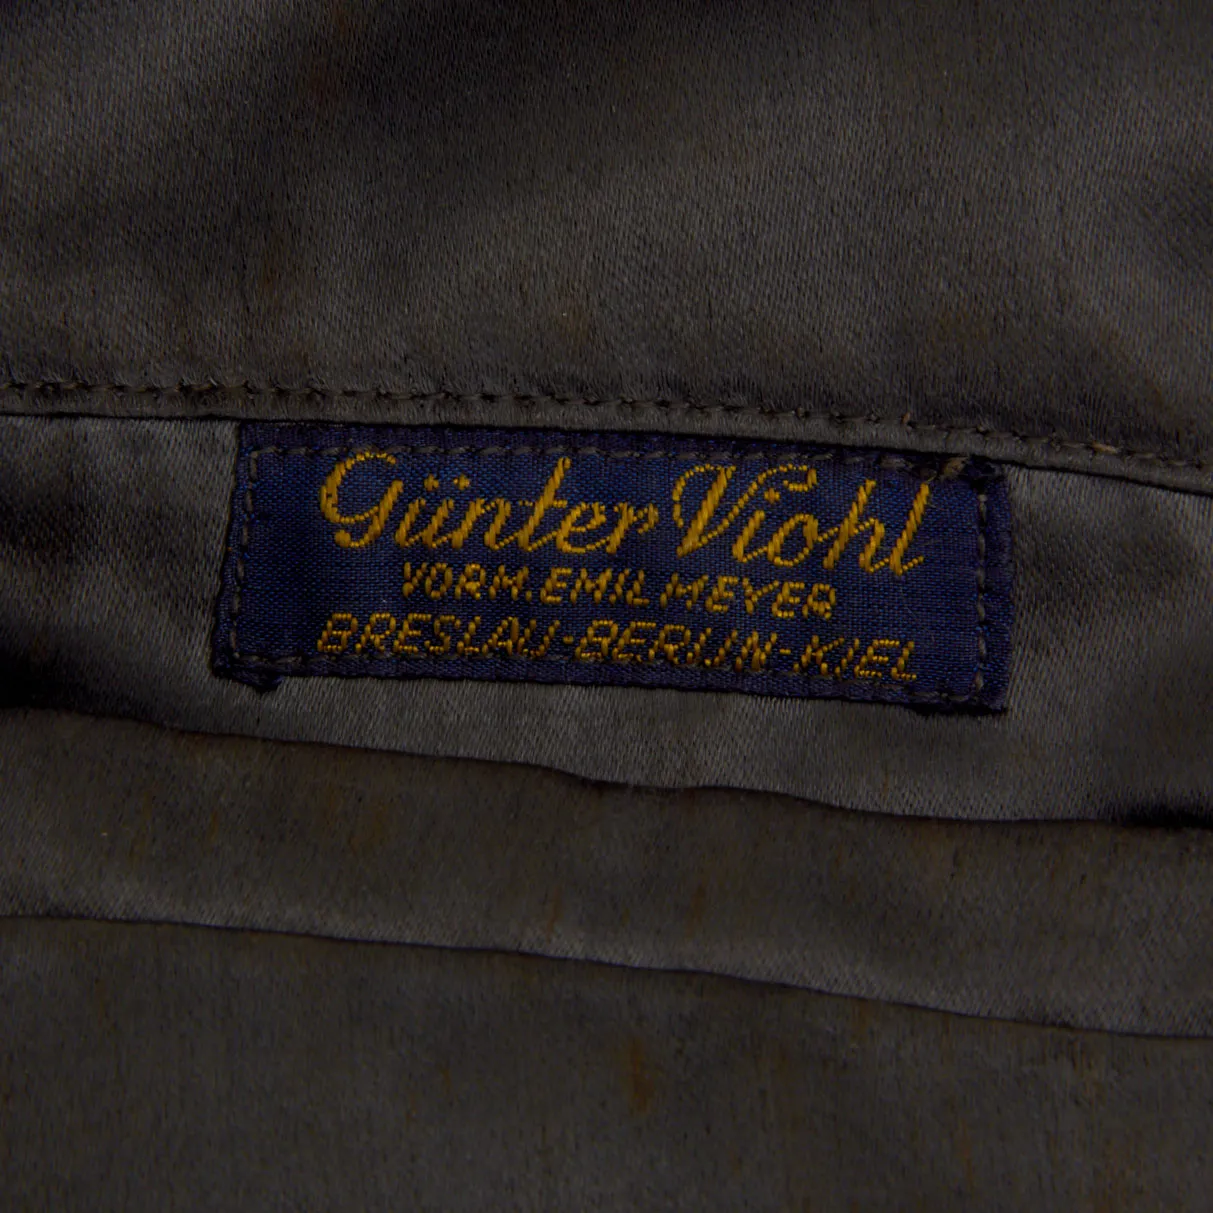 Günter Viohl
VORM. EMIL MEYER
BRESLAU-BERLIN-KIEL